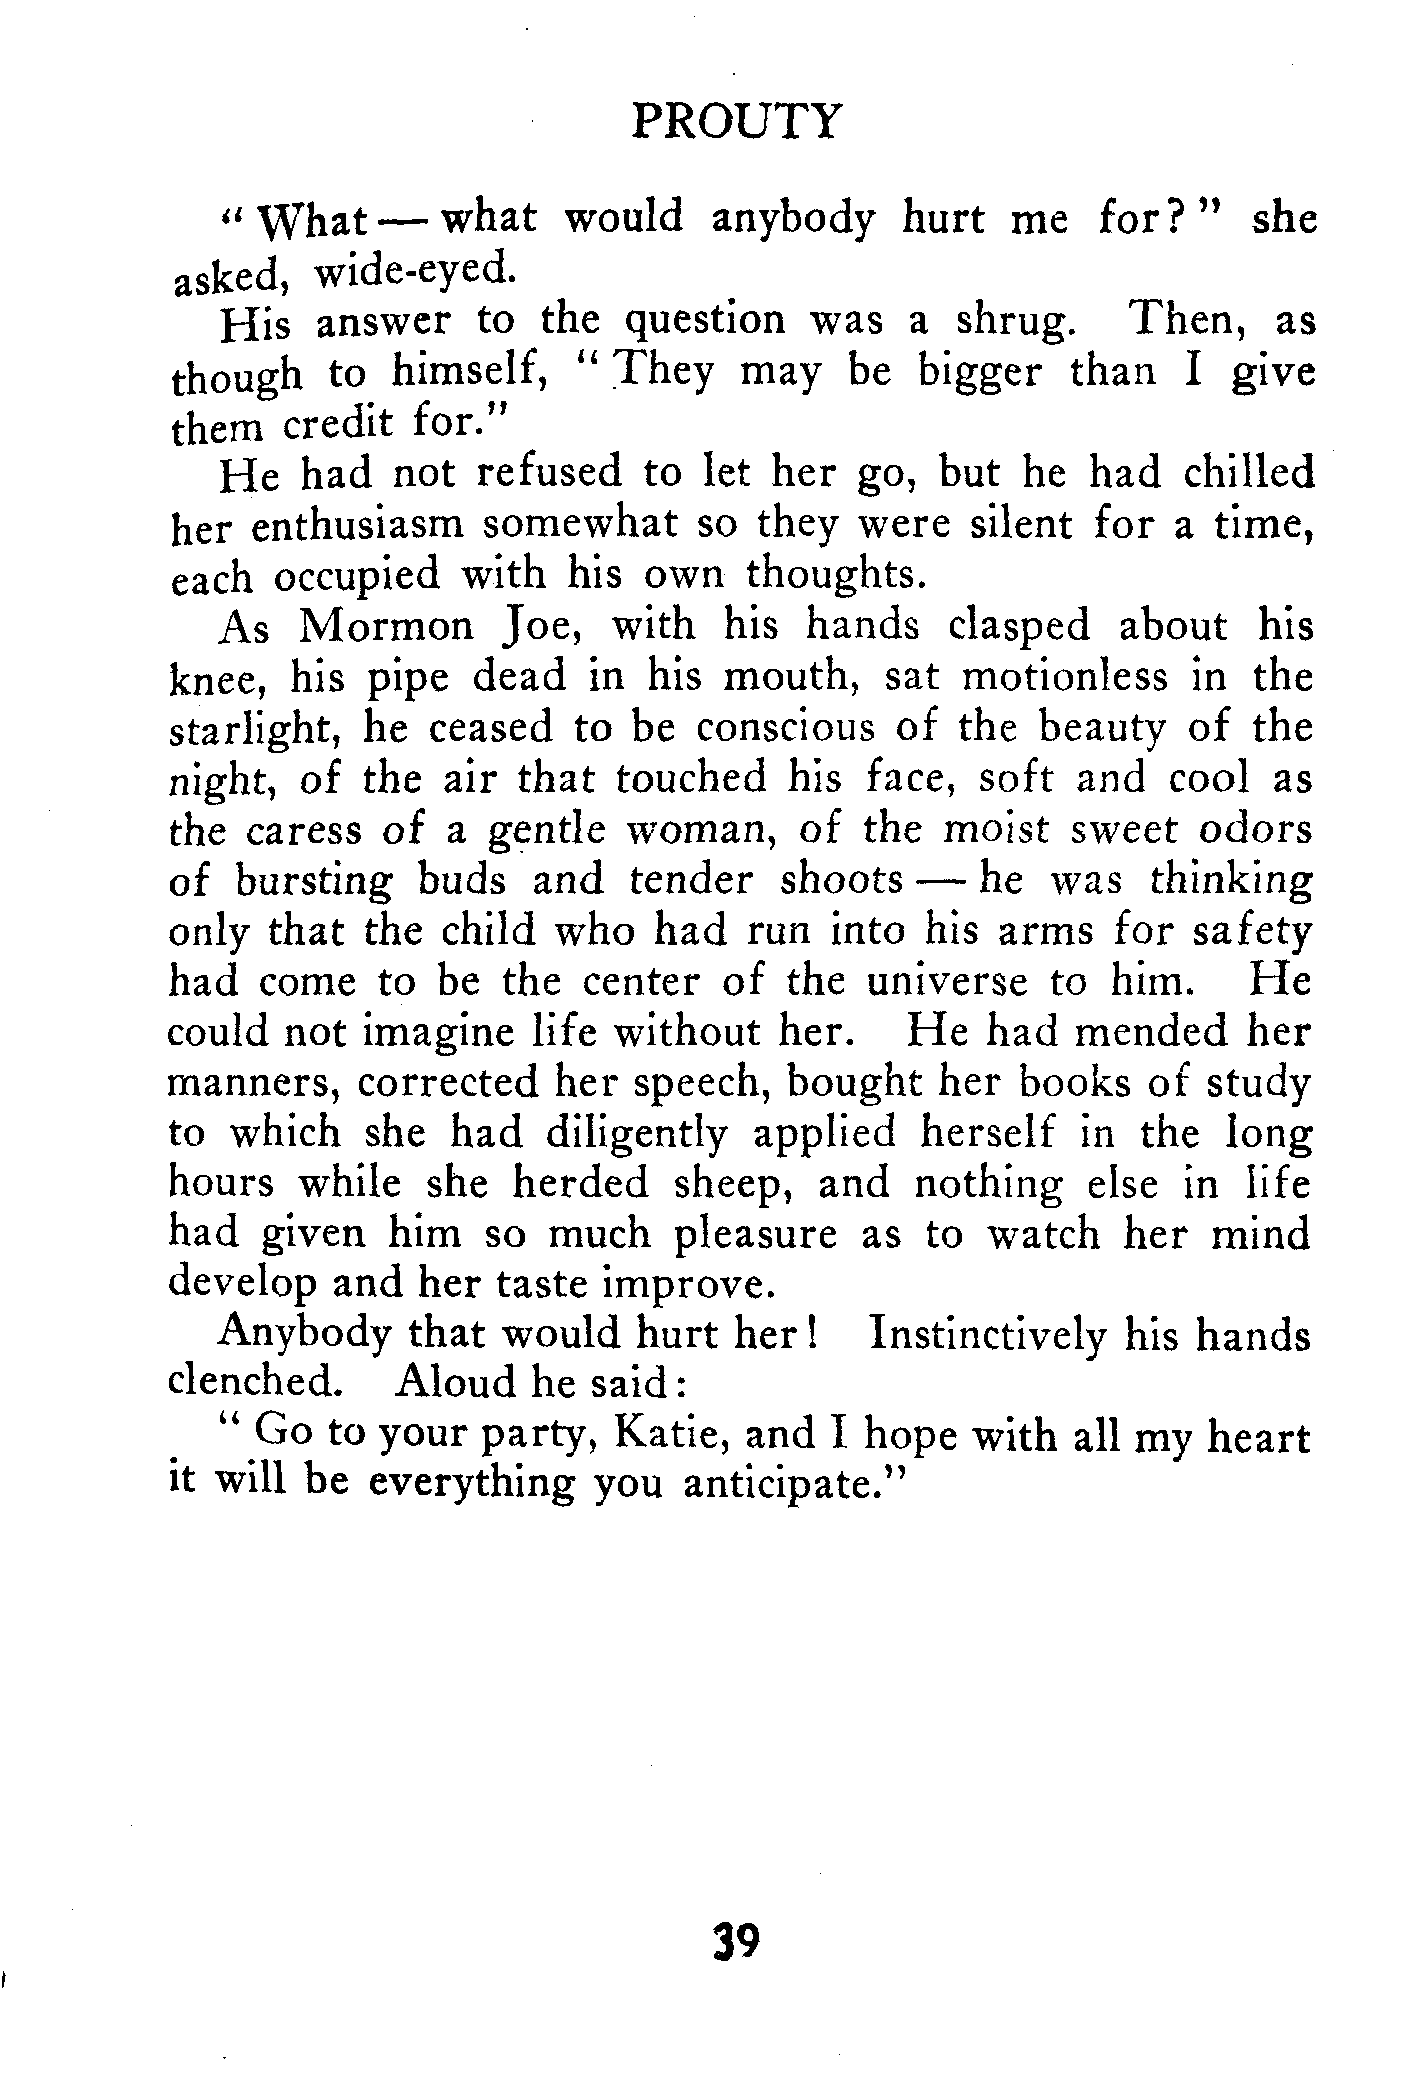 PROUTY
" What — what would anybody hurt me for? " she
asked, wide-eyed.
His answer to the question was a shrug. Then, as
though to himself, " They may be bigger than I give
them credit for."
He had not refused to let her go, but he had chilled
her enthusiasm somewhat so they were silent for a time,
each occupied with his own thoughts.
As Mormon Joe, with his hands clasped about his
knee, his pipe dead in his mouth, sat motionless in the
starlight, he ceased to be conscious of the beauty of the
night, of the air that touched his face, soft and cool as
the caress of a gentle woman, of the moist sweet odors
of bursting buds and tender shoots — he was thinking
only that the child who had run into his arms for safety
had come to be the center of the universe to him. He
could not imagine life without her. He had mended her
manners, corrected her speech, bought her books of study
to which she had diligently applied herself in the long
hours while she herded sheep, and nothing else in life
had given him so much pleasure as to watch her mind
develop and her taste improve.
Anybody that would hurt her! Instinctively his hands
clenched. Aloud he said:
" Go to your party, Katie, and I hope with all my heart
it will be everything you anticipate."
39